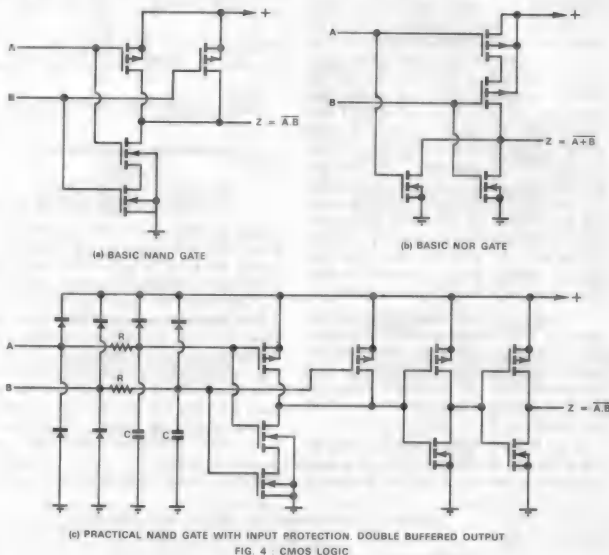 +
A
B
Z = A.B
(a) BASIC NAND GATE
+
A
B
Z = A+B
(b) BASIC NOR GATE
+
A
R
B
R
C
C
Z = A.B
(c) PRACTICAL NAND GATE WITH INPUT PROTECTION, DOUBLE BUFFERED OUTPUT
FIG. 4 : CMOS LOGIC